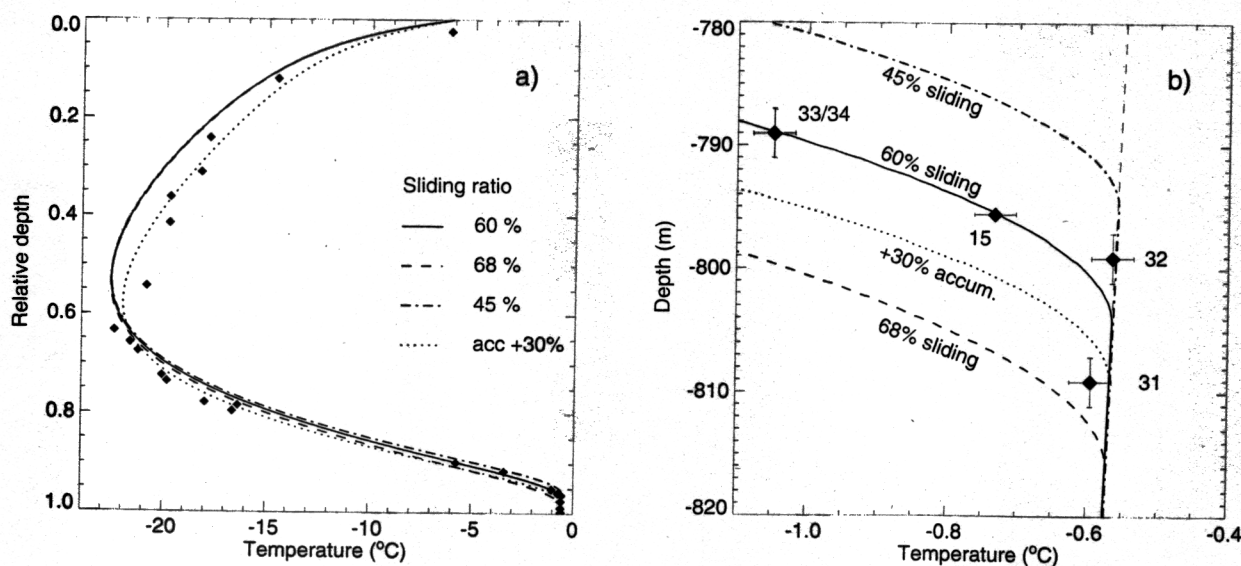 a)
0.0
0.2
0.4
0.6
0.8
1.0
Relative depth
-20
-15
-10
-5
0
Temperature (ºC)
Sliding ratio
60 %
68 %
45 %
acc +30%
b)
-780
-790
-800
-810
-820
Depth (m)
-1.0
-0.8
-0.6
-0.4
Temperature (ºC)
45% sliding
33/34
60% sliding
15
32
+30% accum.
68% sliding
31